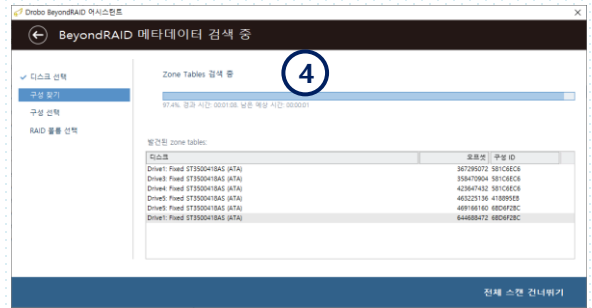 Drobo BeyondRAID 어시스턴트
BeyondRAID 메타데이터 검색 중
디스크 선택
구성 찾기
구성 선택
RAID 볼륨 선택
Zone Tables 검색 중
4
97.4%. 경과 시간: 00:01:08. 남은 예상 시간: 00:00:01
발견된 zone tables:
디스크 오프셋 구성 ID
Drive1: Fixed ST3500418AS (ATA) 367295072 581C6EC6
Drive3: Fixed ST3500418AS (ATA) 358470904 581C6EC6
Drive4: Fixed ST3500418AS (ATA) 423647432 581C6EC6
Drive5: Fixed ST3500418AS (ATA) 463225136 418895EB
Drive5: Fixed ST3500418AS (ATA) 469166160 6BD6F2BC
Drive1: Fixed ST3500418AS (ATA) 644688472 6BD6F2BC
전체 스캔 건너뛰기